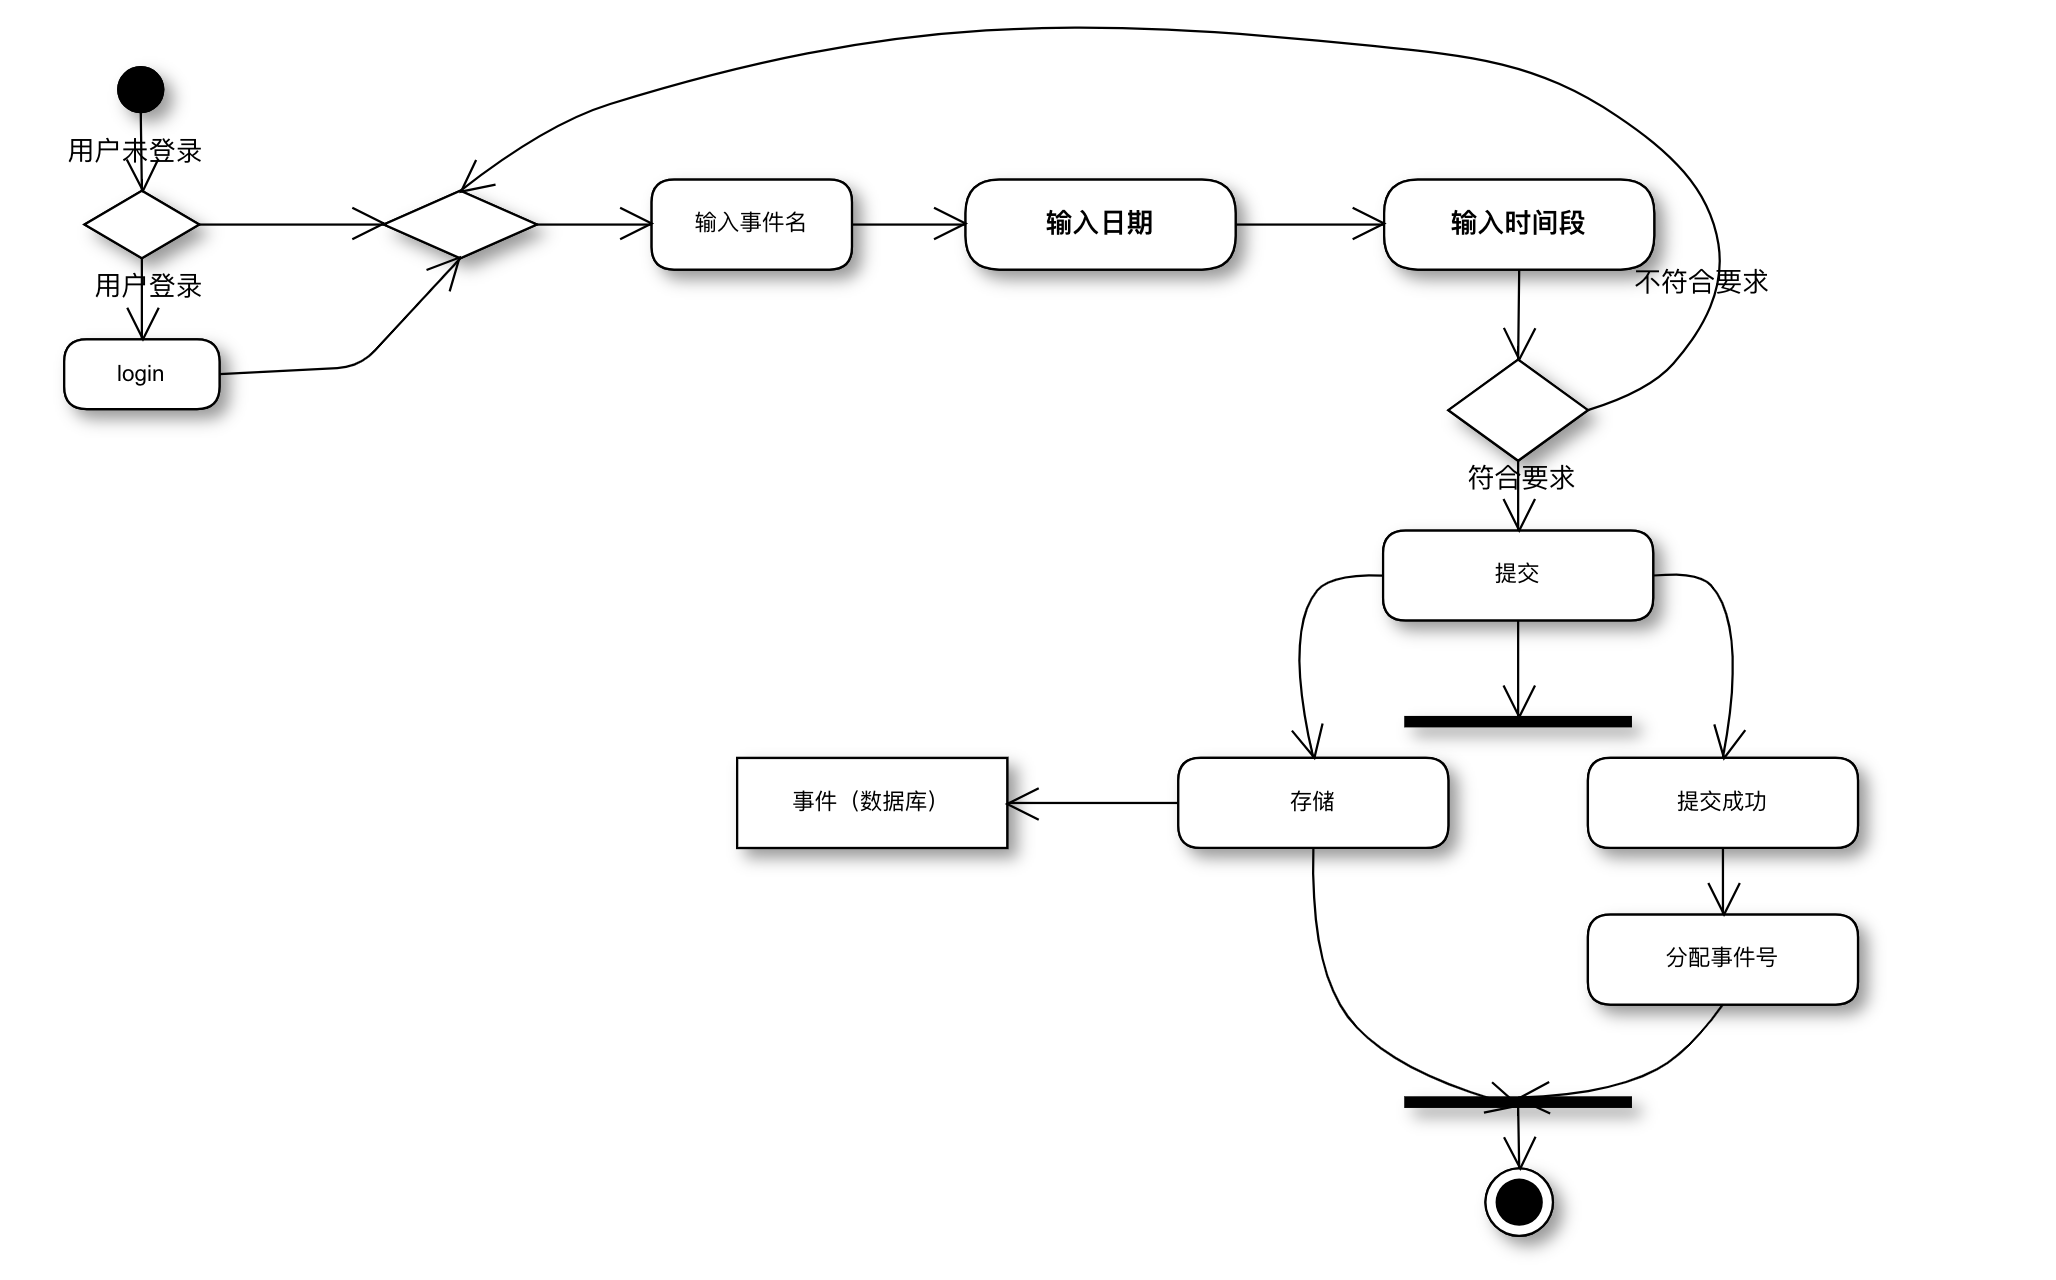 用户未登录
用户登录
login
输入事件名
输入日期
输入时间段
不符合要求
符合要求
提交
事件（数据库）
存储
提交成功
分配事件号